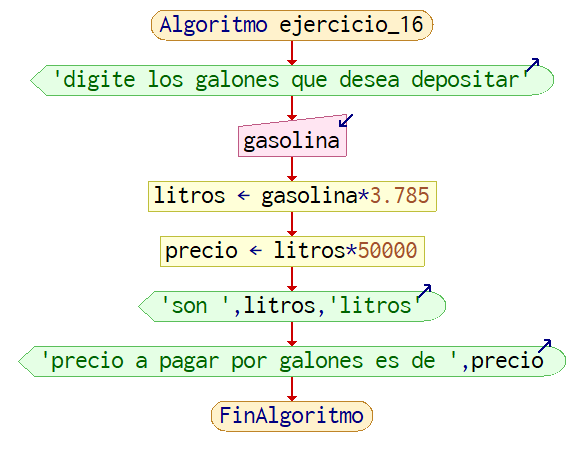 Algoritmo ejercicio_16
'digite los galones que desea depositar'
gasolina
litros ← gasolina*3.785
precio ← litros*50000
'son ',litros,'litros'
'precio a pagar por galones es de ',precio
FinAlgoritmo